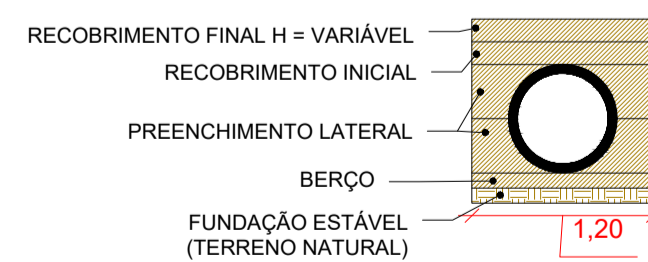 RECOBRIMENTO FINAL H = VARIÁVEL
RECOBRIMENTO INICIAL
PREENCHIMENTO LATERAL
BERÇO
FUNDAÇÃO ESTÁVEL
(TERRENO NATURAL)
1,20